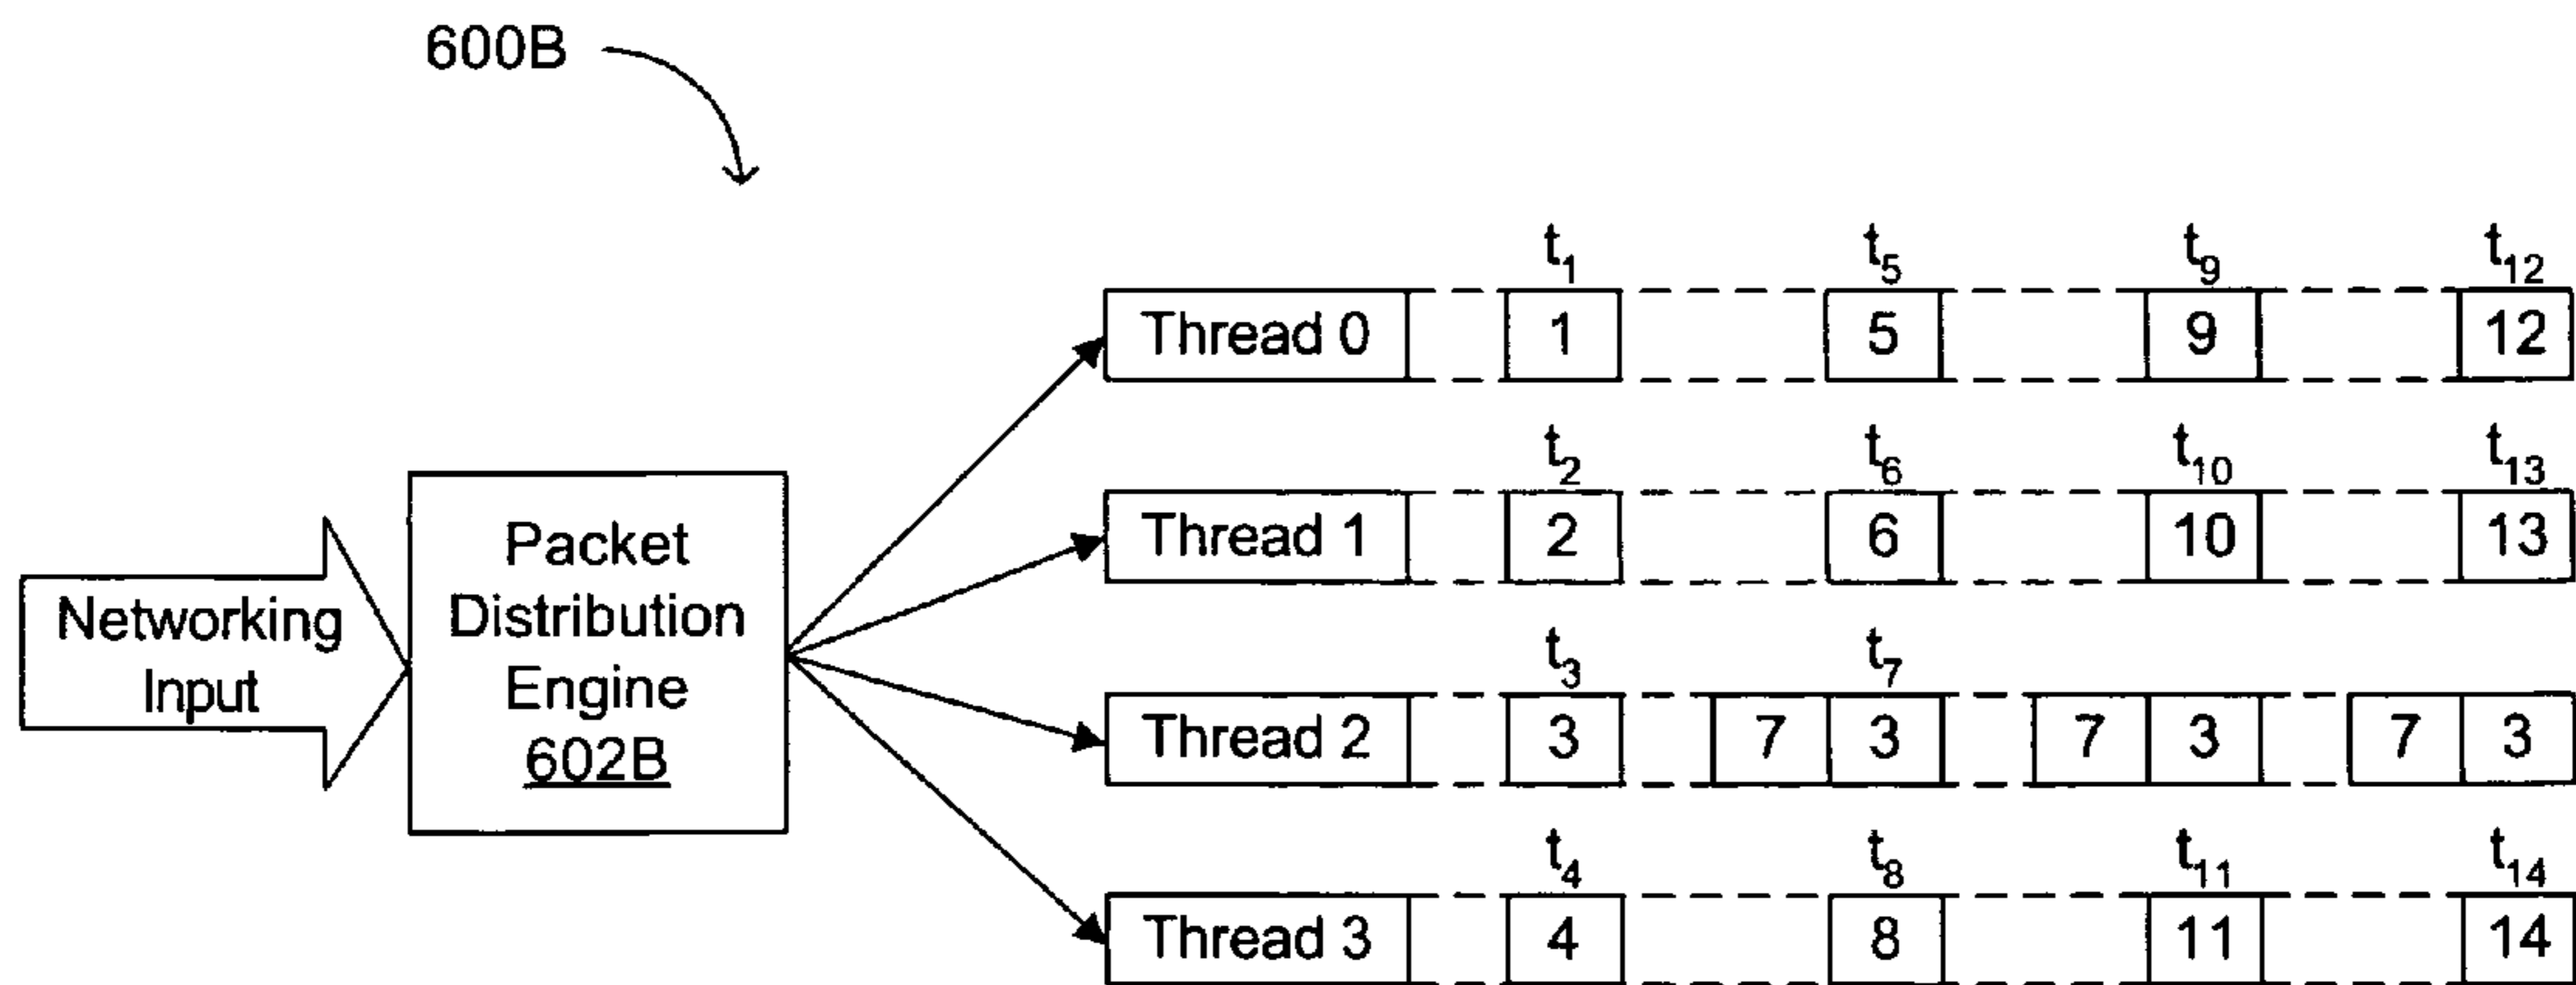 600B
Networking
Input
Packet
Distribution
Engine
602B
t1 t5 t9 t12
Thread 0 1 5 9 12
t2 t6 t10 t13
Thread 1 2 6 10 13
t3 t7
Thread 2 3 7 3 7 3 7 3
t4 t8 t11 t14
Thread 3 4 8 11 14